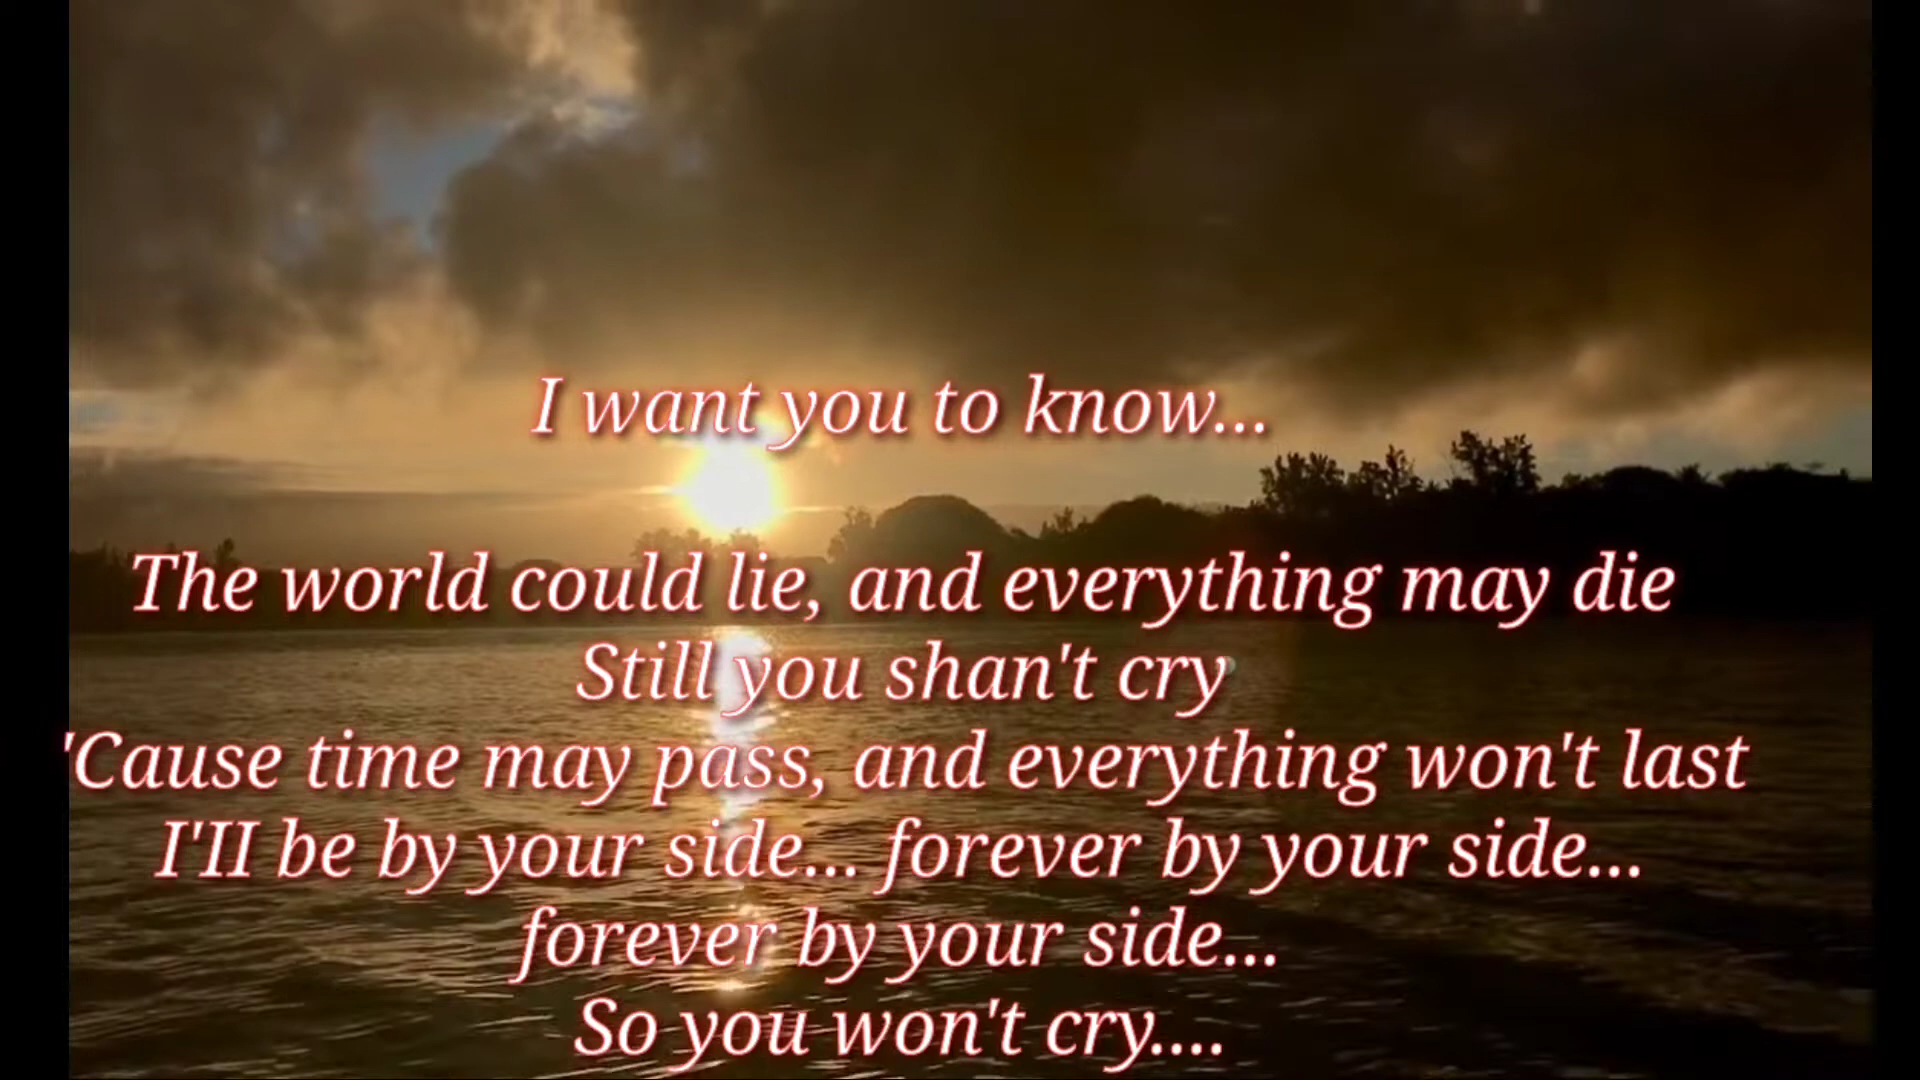 I want you to know...
The world could lie, and everything may die
Still you shan't cry
'Cause time may pass, and everything won't last
I'II be by your side... forever by your side...
forever by your side...
So you won't cry....